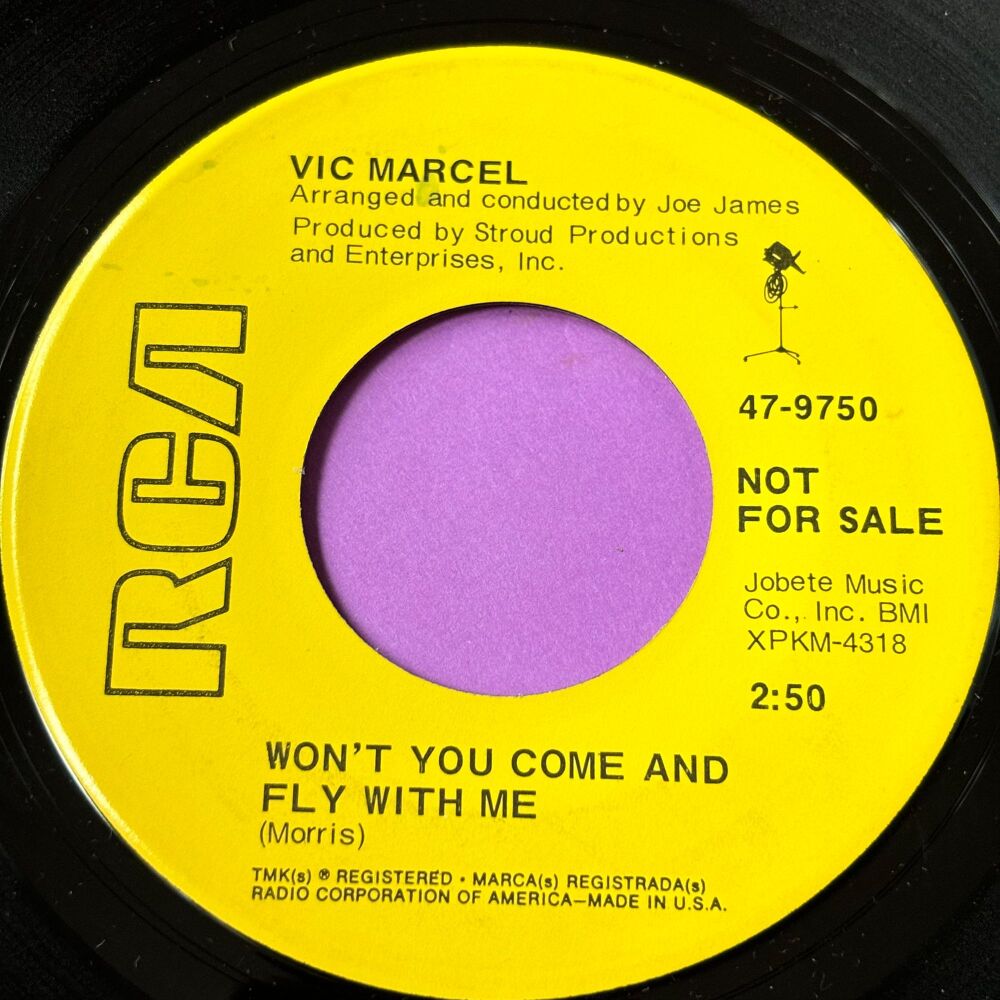 VIC MARCEL
Arranged and conducted by Joe James
Produced by Stroud Productions
and Enterprises, Inc.
RCA
47-9750
NOT
FOR SALE
Jobete Music
Co., Inc. BMI
XPKM-4318
2:50
WON'T YOU COME AND
FLY WITH ME
(Morris)
TMK(s) ® REGISTERED • MARCA(s) REGISTRADA(s)
RADIO CORPORATION OF AMERICA—MADE IN U.S.A.